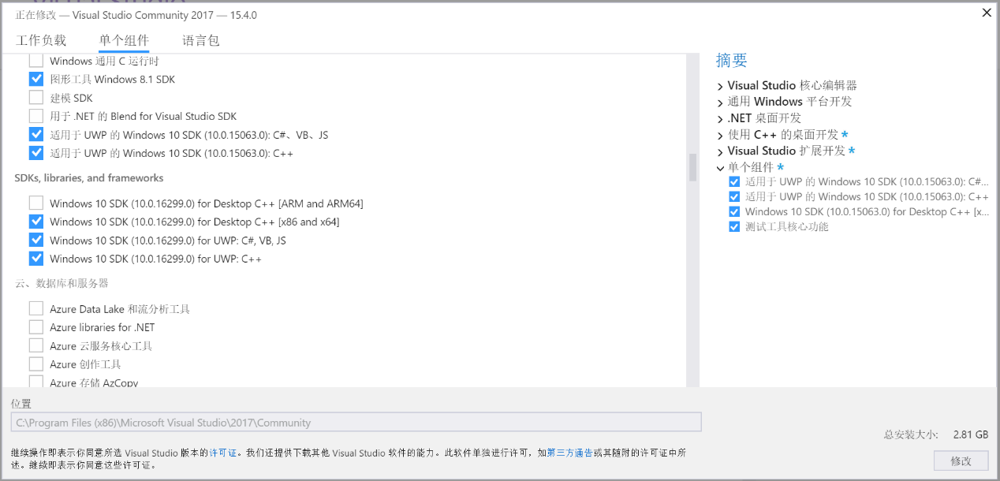 正在修改 — Visual Studio Community 2017 — 15.4.0
工作负载 单个组件 语言包
Windows 通用 C 运行时
图形工具 Windows 8.1 SDK
建模 SDK
用于 .NET 的 Blend for Visual Studio SDK
适用于 UWP 的 Windows 10 SDK (10.0.15063.0): C#、VB、JS
适用于 UWP 的 Windows 10 SDK (10.0.15063.0): C++
SDKs, libraries, and frameworks
Windows 10 SDK (10.0.16299.0) for Desktop C++ [ARM and ARM64]
Windows 10 SDK (10.0.16299.0) for Desktop C++ [x86 and x64]
Windows 10 SDK (10.0.16299.0) for UWP: C#, VB, JS
Windows 10 SDK (10.0.16299.0) for UWP: C++
云、数据库和服务器
Azure Data Lake 和流分析工具
Azure libraries for .NET
Azure 云服务核心工具
Azure 创作工具
Azure 存储 AzCopy
摘要
Visual Studio 核心编辑器
通用 Windows 平台开发
.NET 桌面开发
使用 C++ 的桌面开发 *
Visual Studio 扩展开发 *
单个组件 *
适用于 UWP 的 Windows 10 SDK (10.0.15063.0): C#...
适用于 UWP 的 Windows 10 SDK (10.0.15063.0): C++
Windows 10 SDK (10.0.15063.0) for Desktop C++ [x...
测试工具核心功能
位置
C:\Program Files (x86)\Microsoft Visual Studio\2017\Community
总安装大小: 2.81 GB
继续操作即表示你同意所选 Visual Studio 版本的许可证。我们还提供下载其他 Visual Studio 软件的能力。此软件单独进行许可，如第三方通告或其随附的许可证中所
述。继续即表示你同意这些许可证。
修改